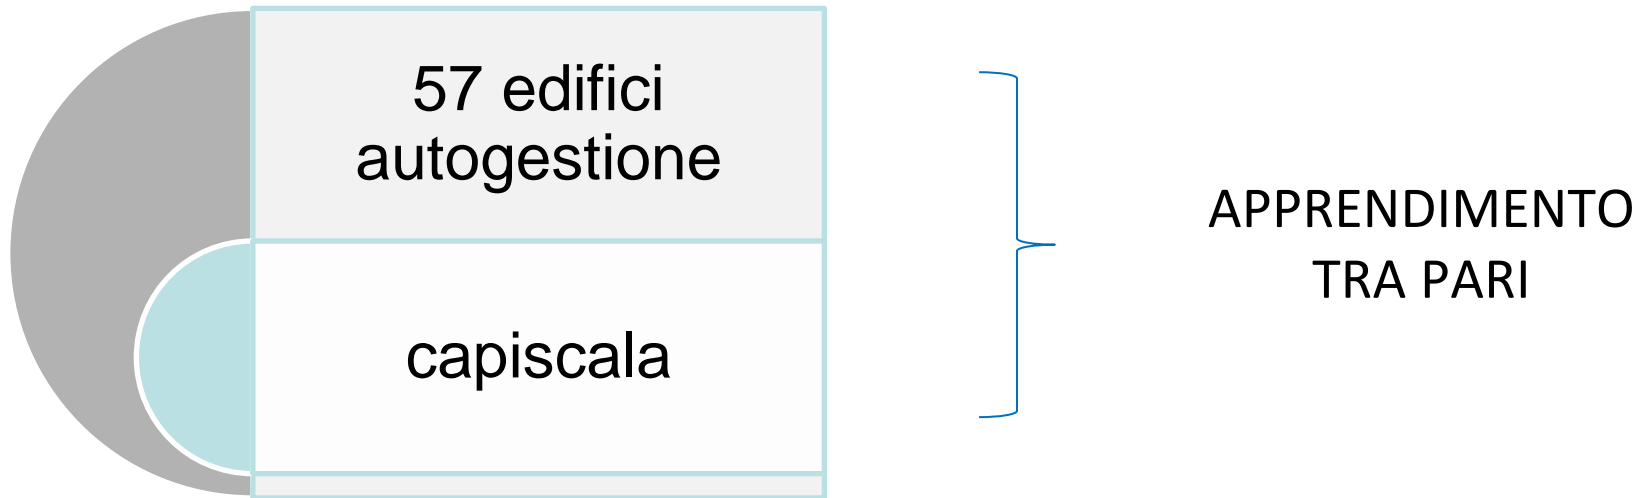 57 edifici
autogestione
capiscala
APPRENDIMENTO
TRA PARI